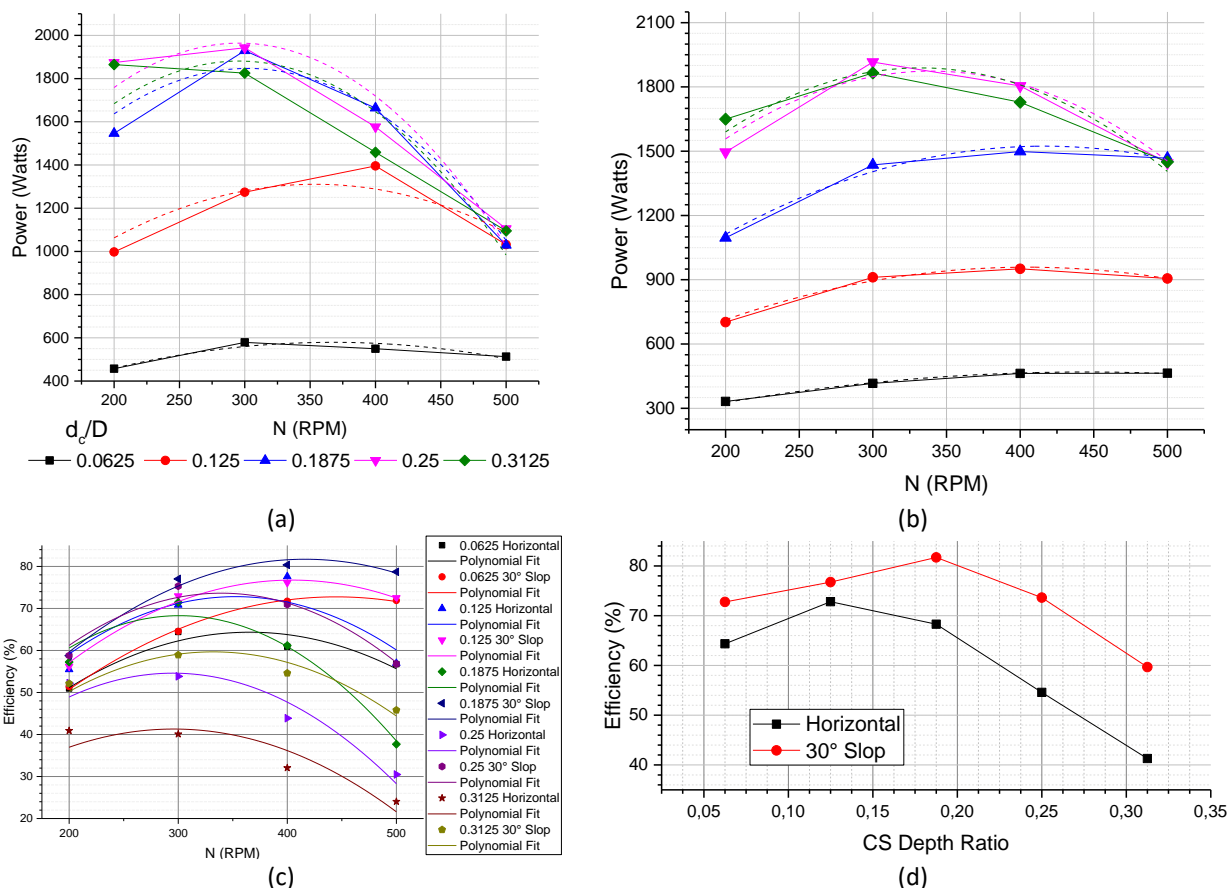 2000
1800
1600
1400
1200
1000
800
600
400
Power (Watts)
200 250 300 350 400 450 500
N (RPM)
d_c/D
0.0625 0.125 0.1875 0.25 0.3125
(a)
2100
1800
1500
1200
900
600
300
Power (Watts)
200 250 300 350 400 450 500
N (RPM)
(b)
80
70
60
50
40
30
20
Efficiency (%)
200 300 400 500
N (RPM)
0.0625 Horizontal
Polynomial Fit
0.0625 30° Slop
Polynomial Fit
0.125 Horizontal
Polynomial Fit
0.125 30° Slop
Polynomial Fit
0.1875 Horizontal
Polynomial Fit
0.1875 30° Slop
Polynomial Fit
0.25 Horizontal
Polynomial Fit
0.25 30° Slop
Polynomial Fit
0.3125 Horizontal
Polynomial Fit
0.3125 30° Slop
Polynomial Fit
(c)
80
70
60
50
40
Efficiency (%)
Horizontal
30° Slop
0,05 0,10 0,15 0,20 0,25 0,30 0,35
CS Depth Ratio
(d)